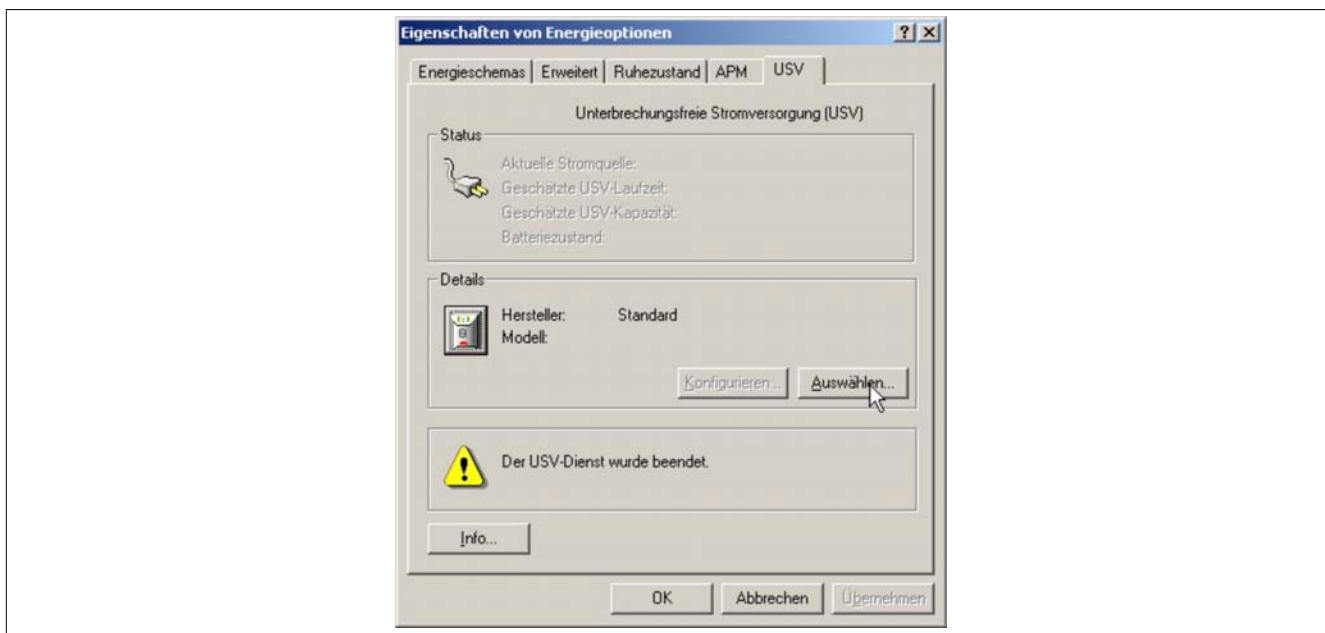 Eigenschaften von Energieoptionen
Energieschemas Erweitert Ruhezustand APM USV
Unterbrechungsfreie Stromversorgung (USV)
Status
Aktuelle Stromquelle:
Geschätzte USV-Laufzeit:
Geschätzte USV-Kapazität:
Batteriezustand:
Details
Hersteller: Standard
Modell:
Konfigurieren... Auswählen...
Der USV-Dienst wurde beendet.
Info...
OK Abbrechen Übernehmen